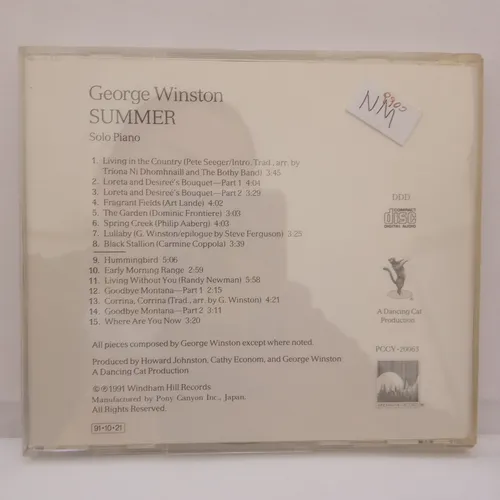 George Winston
SUMMER
Solo Piano
NM
1. Living in the Country (Pete Seeger/Intro. Trad., arr. by
Triona Ni Dhomhnaill and The Bothy Band) 3:45
2. Loreta and Desireé's Bouquet—Part 1 4:04
3. Loreta and Desireé's Bouquet—Part 2 3:29
4. Fragrant Fields (Art Lande) 4:02
5. The Garden (Dominic Frontiere) 3:03
6. Spring Creek (Philip Aaberg) 4:03
7. Lullaby (G. Winston/epilogue by Steve Ferguson) 3:29
8. Black Stallion (Carmine Coppola) 3:39
9. Hummingbird 5:06
10. Early Morning Range 2:59
11. Living Without You (Randy Newman) 5:58
12. Goodbye Montana—Part 1 2:15
13. Corrina, Corrina (Trad., arr. by G. Winston) 4:21
14. Goodbye Montana—Part 2 3:11
15. Where Are You Now 3:20
All pieces composed by George Winston except where noted.
Produced by Howard Johnston, Cathy Econom, and George Winston
A Dancing Cat Production
©℗1991 Windham Hill Records
Manufactured by Pony Canyon Inc., Japan.
All Rights Reserved.
91•10•21
DDD
COMPACT
disc
DIGITAL AUDIO
A Dancing Cat
Production